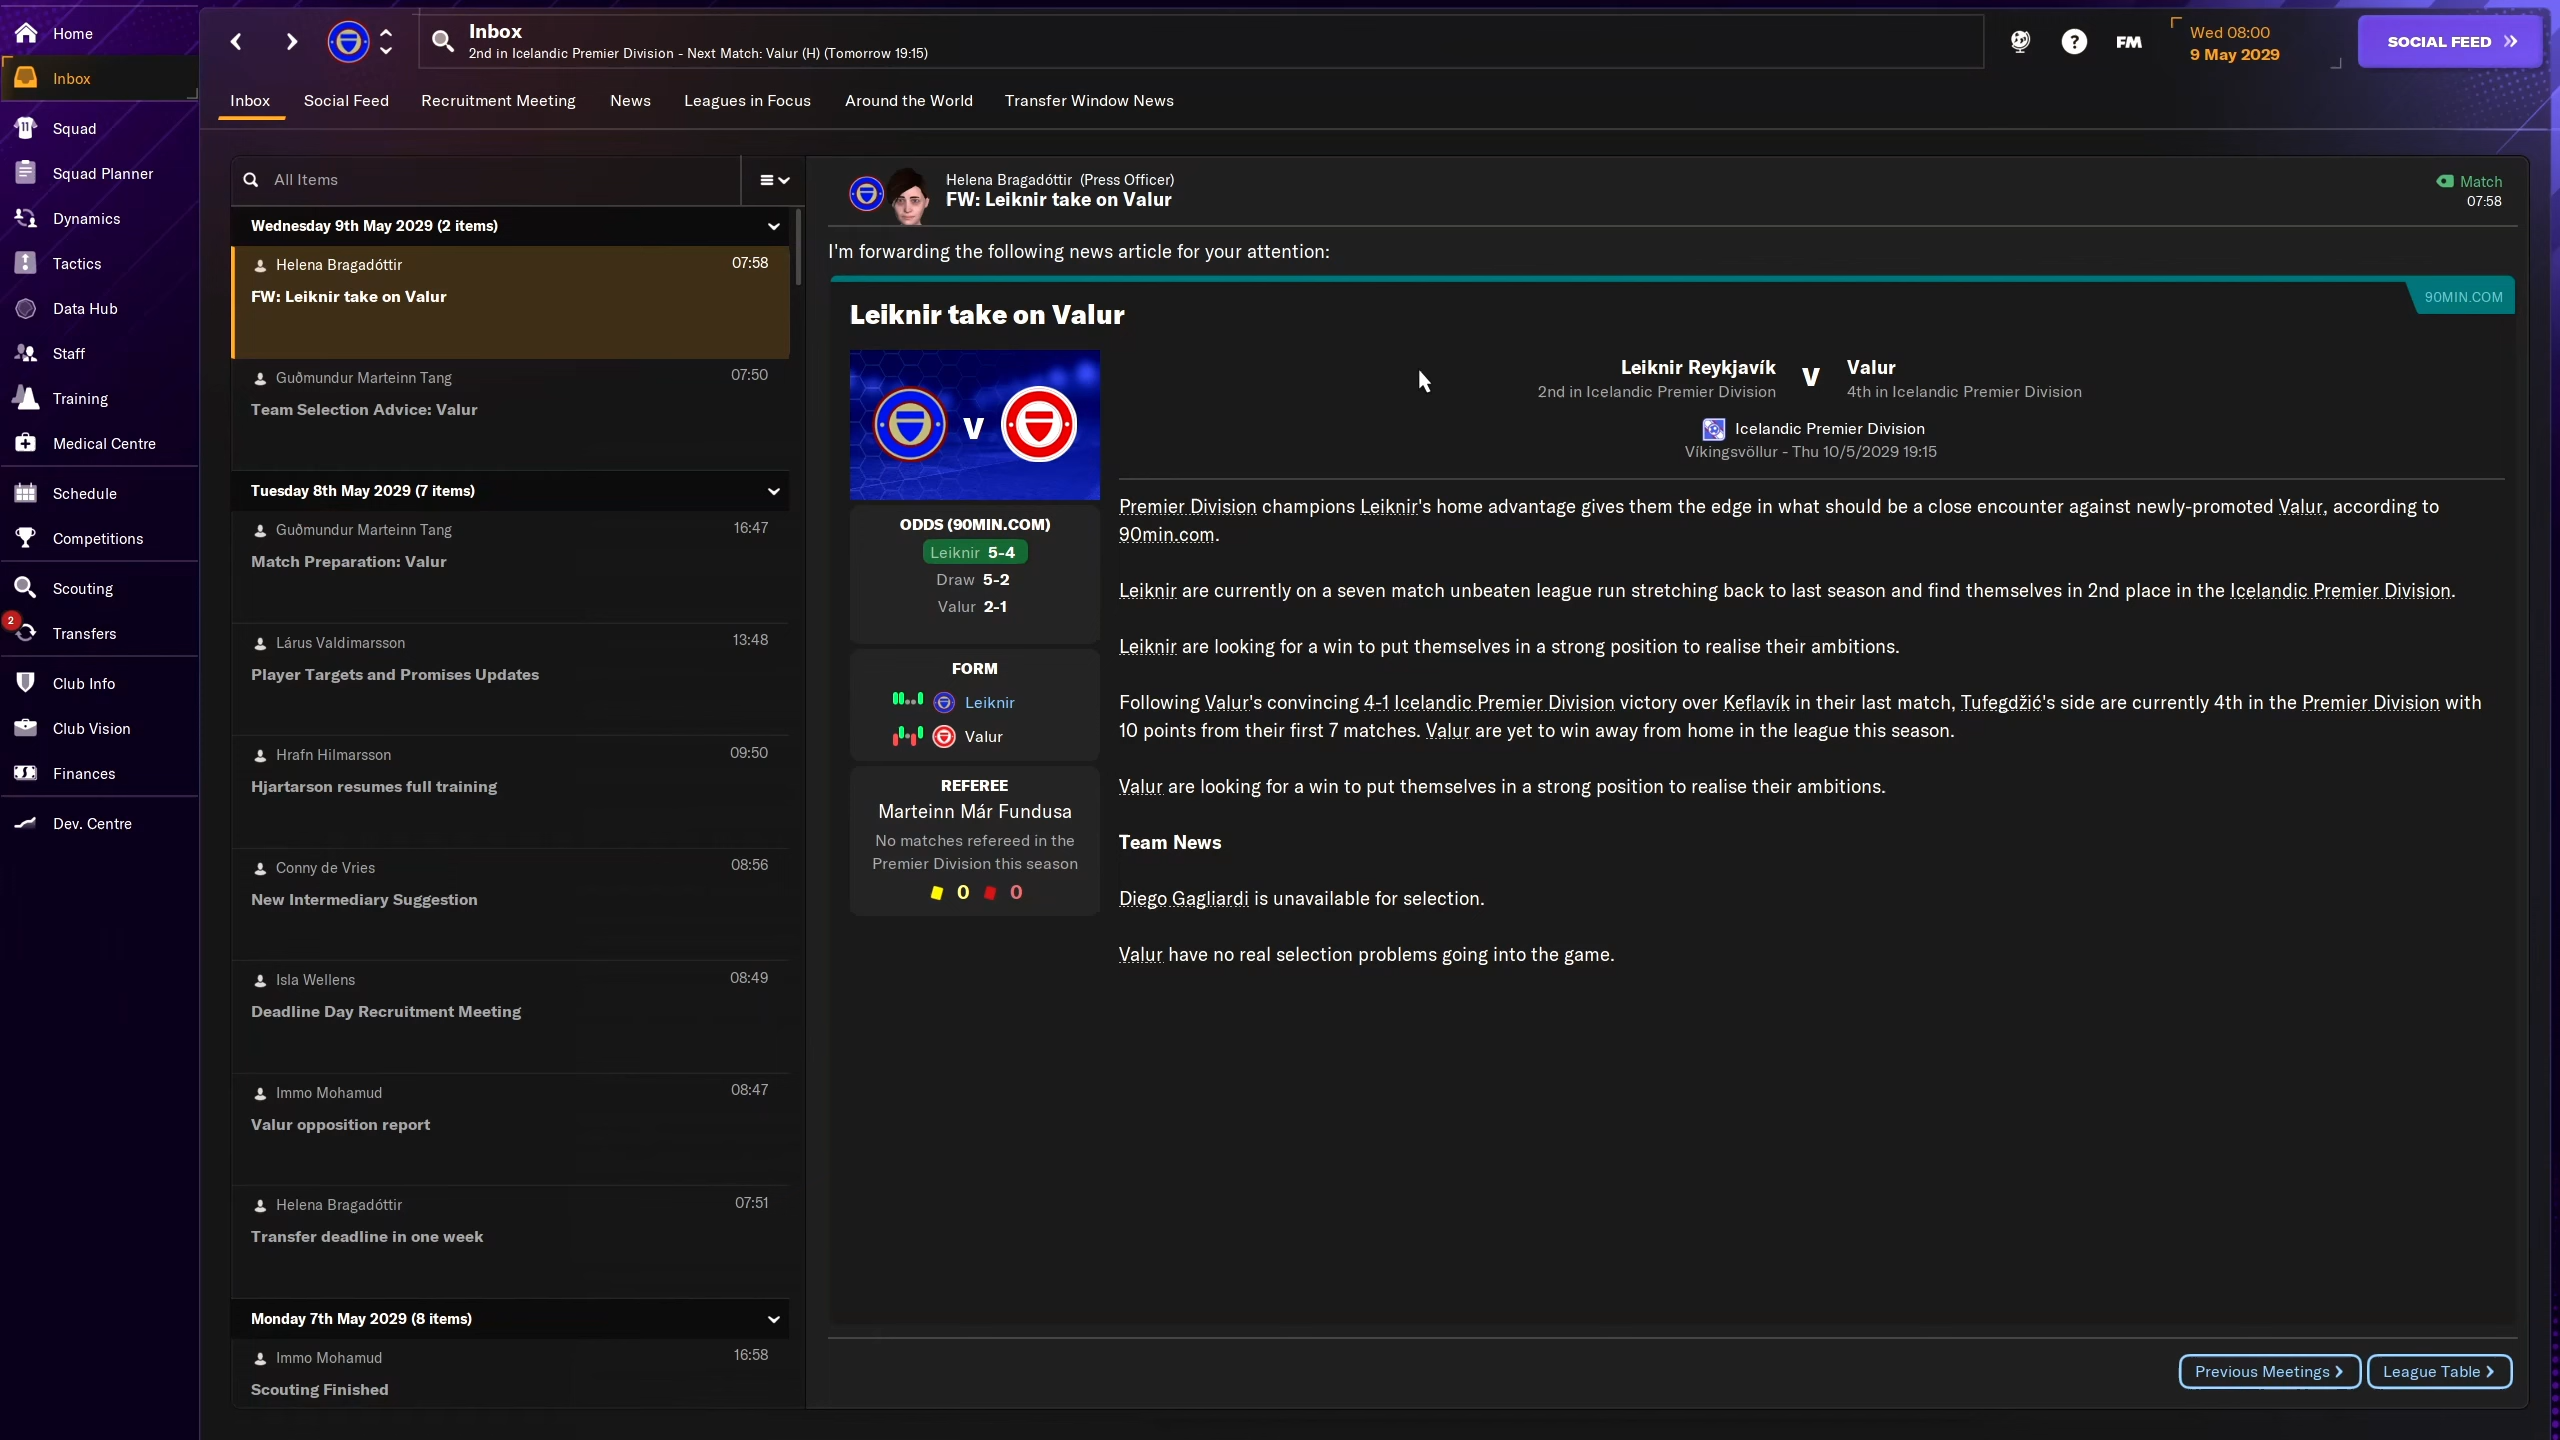 Home
Inbox
Squad
Squad Planner
Dynamics
Tactics
Data Hub
Staff
Training
Medical Centre
Schedule
Competitions
Scouting
2
Transfers
Club Info
Club Vision
Finances
Dev. Centre
Inbox
2nd in Icelandic Premier Division - Next Match: Valur (H) (Tomorrow 19:15)
?
FM
Wed 08:00
9 May 2029
SOCIAL FEED
Inbox Social Feed Recruitment Meeting News Leagues in Focus Around the World Transfer Window News
All Items
Wednesday 9th May 2029 (2 items)
Helena Bragadóttir 07:58
FW: Leiknir take on Valur
Guðmundur Marteinn Tang 07:50
Team Selection Advice: Valur
Tuesday 8th May 2029 (7 items)
Guðmundur Marteinn Tang 16:47
Match Preparation: Valur
Lárus Valdimarsson 13:48
Player Targets and Promises Updates
Hrafn Hilmarsson 09:50
Hjartarson resumes full training
Conny de Vries 08:56
New Intermediary Suggestion
Isla Wellens 08:49
Deadline Day Recruitment Meeting
Immo Mohamud 08:47
Valur opposition report
Helena Bragadóttir 07:51
Transfer deadline in one week
Monday 7th May 2029 (8 items)
Immo Mohamud 16:58
Scouting Finished
Helena Bragadóttir (Press Officer)
FW: Leiknir take on Valur
Match
07:58
I'm forwarding the following news article for your attention:
90MIN.COM
Leiknir take on Valur
V
Leiknir Reykjavík v Valur
2nd in Icelandic Premier Division 4th in Icelandic Premier Division
Icelandic Premier Division
Víkingsvöllur - Thu 10/5/2029 19:15
ODDS (90MIN.COM)
Leiknir 5-4
Draw 5-2
Valur 2-1
FORM
Leiknir
Valur
REFEREE
Marteinn Már Fundusa
No matches refereed in the
Premier Division this season
0 0
Premier Division champions Leiknir's home advantage gives them the edge in what should be a close encounter against newly-promoted Valur, according to
90min.com.
Leiknir are currently on a seven match unbeaten league run stretching back to last season and find themselves in 2nd place in the Icelandic Premier Division.
Leiknir are looking for a win to put themselves in a strong position to realise their ambitions.
Following Valur's convincing 4-1 Icelandic Premier Division victory over Keflavík in their last match, Tufegdžić's side are currently 4th in the Premier Division with
10 points from their first 7 matches. Valur are yet to win away from home in the league this season.
Valur are looking for a win to put themselves in a strong position to realise their ambitions.
Team News
Diego Gagliardi is unavailable for selection.
Valur have no real selection problems going into the game.
Previous Meetings League Table